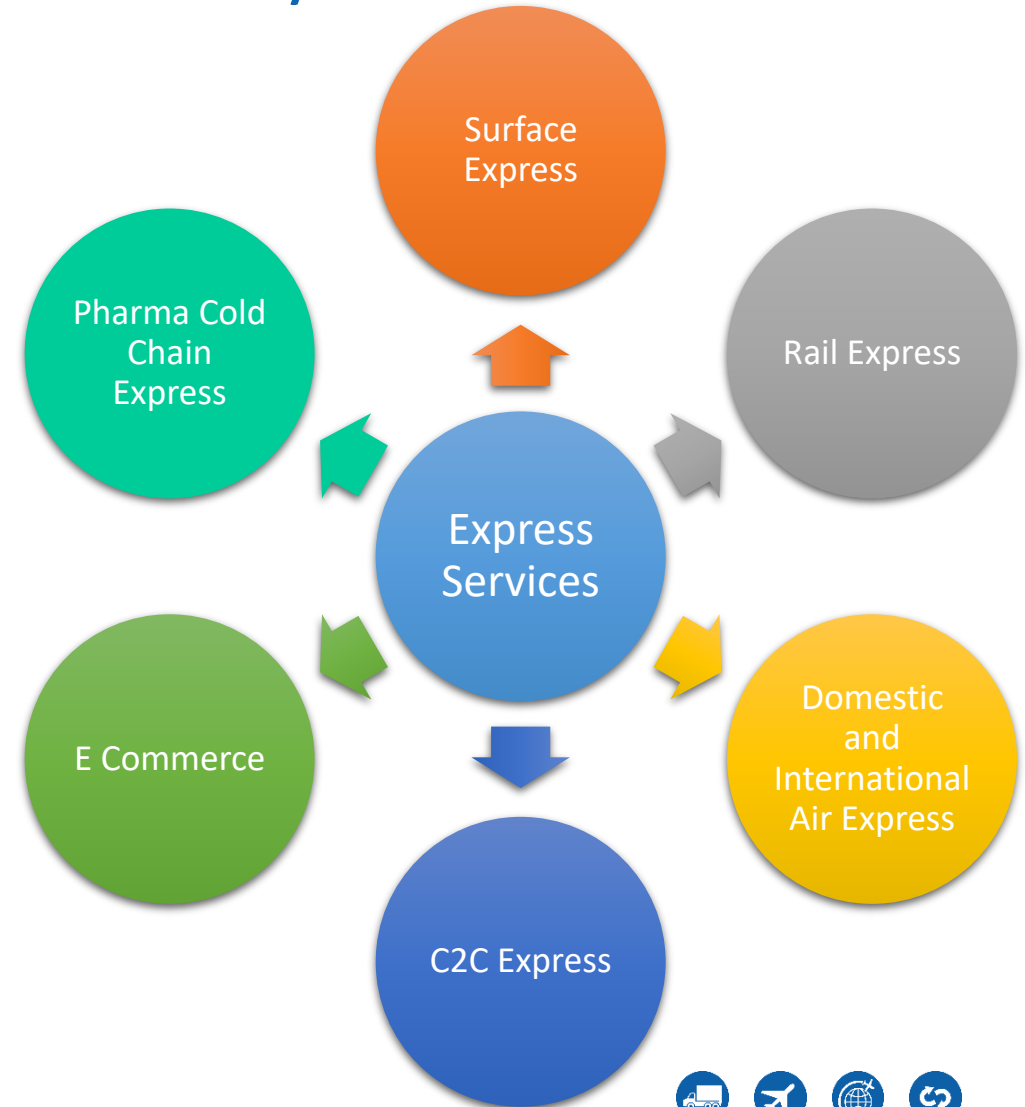 Surface
Express
Pharma Cold
Chain
Express
Rail Express
Express
Services
E Commerce
Domestic
and
International
Air Express
C2C Express